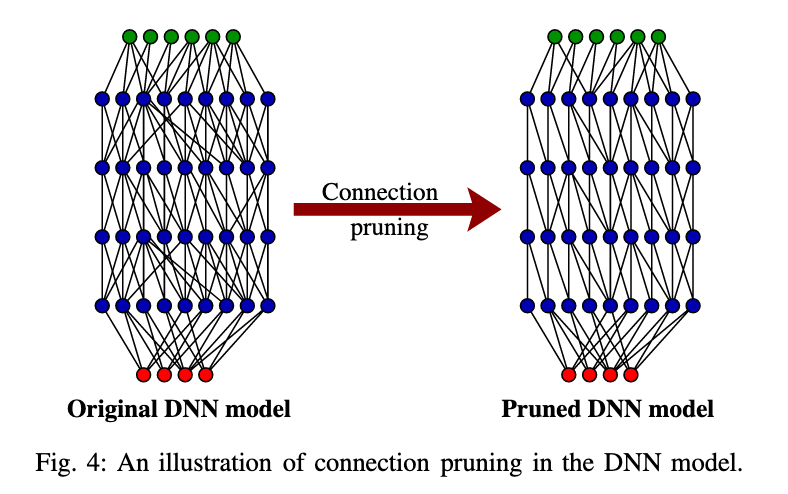 Connection
pruning
Original DNN model
Pruned DNN model
Fig. 4: An illustration of connection pruning in the DNN model.